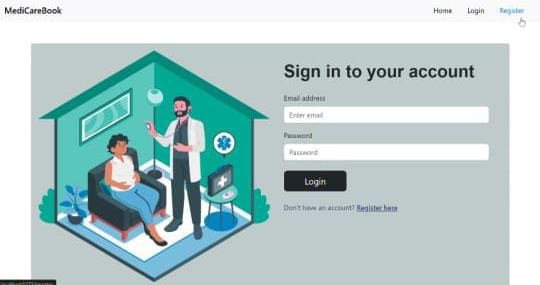 MediCareBook
Home Login Register
Sign in to your account
Email address
Enter email
Password
Password
Login
Don't have an account? Register here